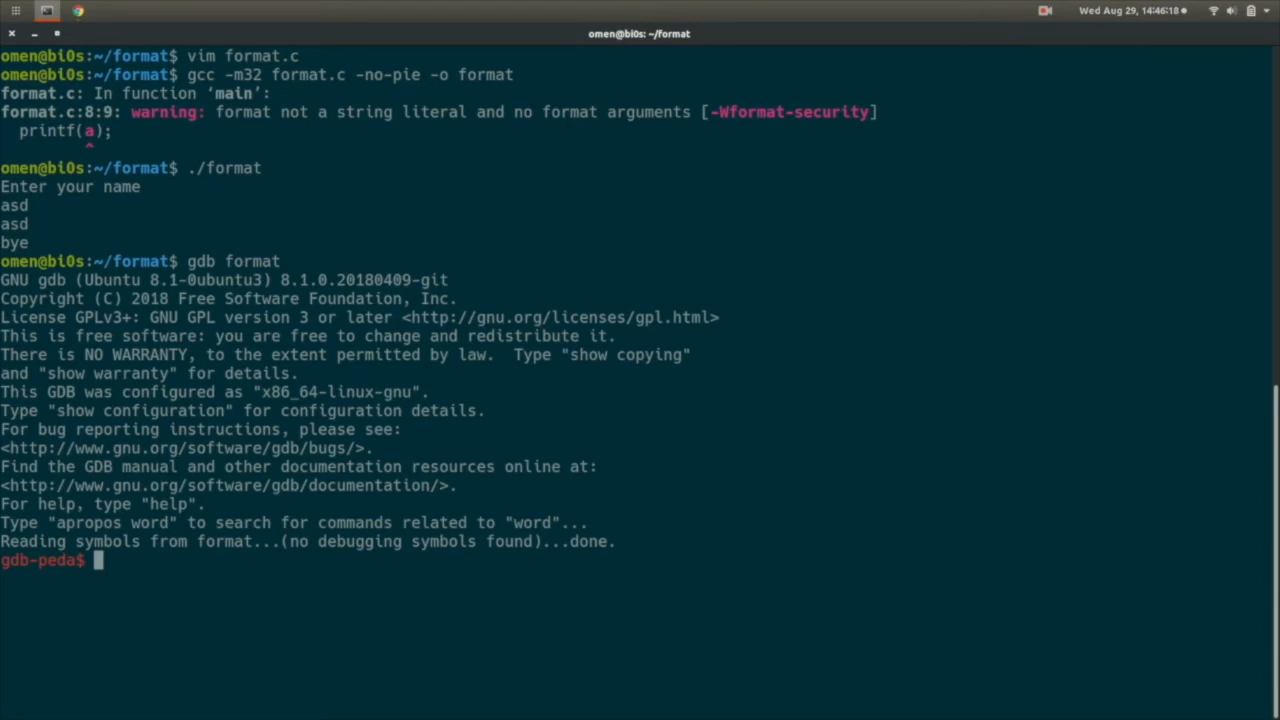 Wed Aug 29, 14:46:18
omen@bi0s: ~/format
omen@bi0s:~/format$ vim format.c
omen@bi0s:~/format$ gcc -m32 format.c -no-pie -o format
format.c: In function ‘main’:
format.c:8:9: warning: format not a string literal and no format arguments [-Wformat-security]
  printf(a);
         ^
omen@bi0s:~/format$ ./format
Enter your name
asd
asd
bye
omen@bi0s:~/format$ gdb format
GNU gdb (Ubuntu 8.1-0ubuntu3) 8.1.0.20180409-git
Copyright (C) 2018 Free Software Foundation, Inc.
License GPLv3+: GNU GPL version 3 or later <http://gnu.org/licenses/gpl.html>
This is free software: you are free to change and redistribute it.
There is NO WARRANTY, to the extent permitted by law.  Type "show copying"
and "show warranty" for details.
This GDB was configured as "x86_64-linux-gnu".
Type "show configuration" for configuration details.
For bug reporting instructions, please see:
<http://www.gnu.org/software/gdb/bugs/>.
Find the GDB manual and other documentation resources online at:
<http://www.gnu.org/software/gdb/documentation/>.
For help, type "help".
Type "apropos word" to search for commands related to "word"...
Reading symbols from format...(no debugging symbols found)...done.
gdb-peda$